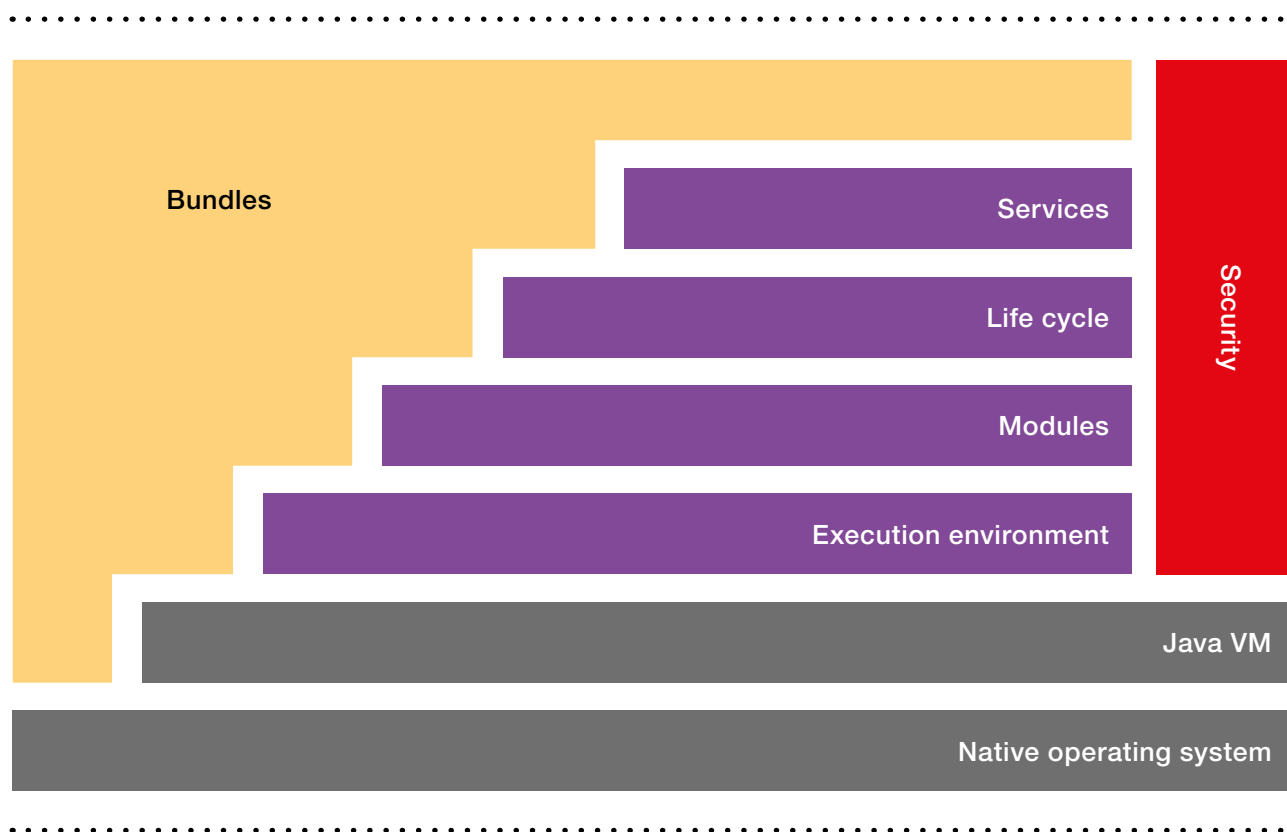 Bundles
Services
Life cycle
Security
Modules
Execution environment
Java VM
Native operating system